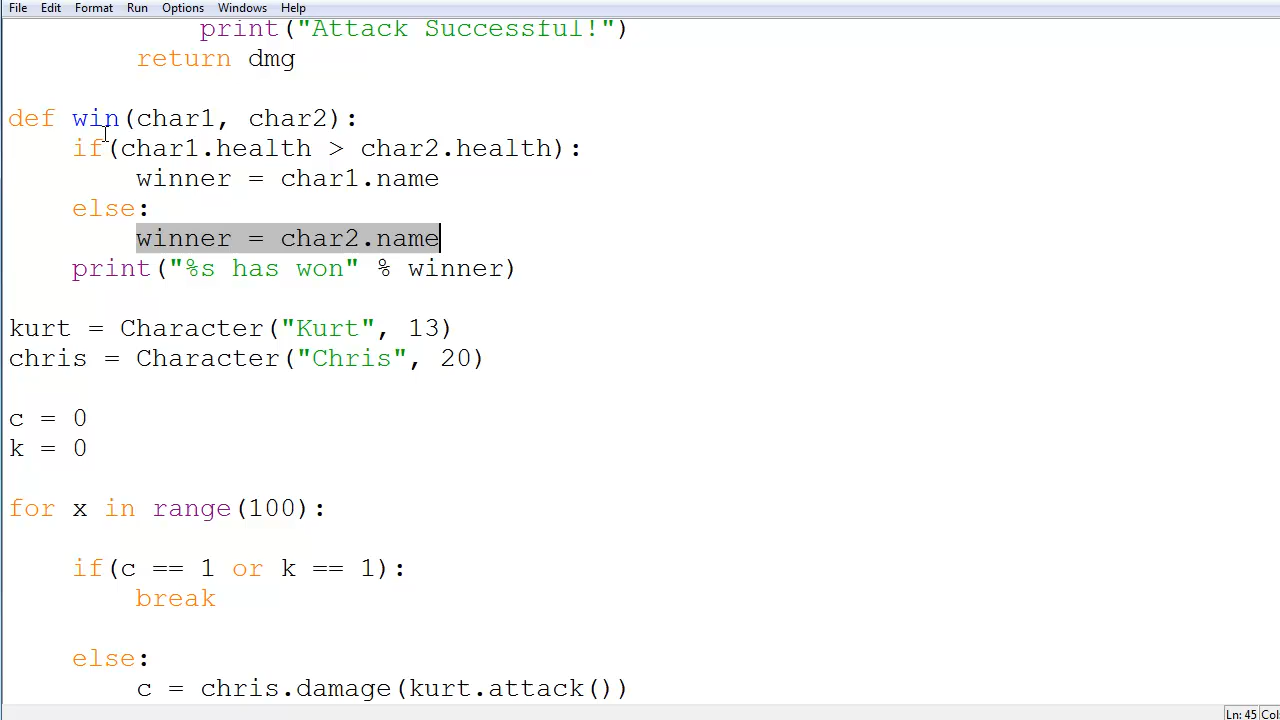 File Edit Format Run Options Windows Help
print("Attack Successful!")
return dmg
def win(char1, char2):
if(char1.health > char2.health):
winner = char1.name
else:
winner = char2.name
print("%s has won" % winner)
kurt = Character("Kurt", 13)
chris = Character("Chris", 20)
c = 0
k = 0
for x in range(100):
if(c == 1 or k == 1):
break
else:
c = chris.damage(kurt.attack())
Ln: 45 Col